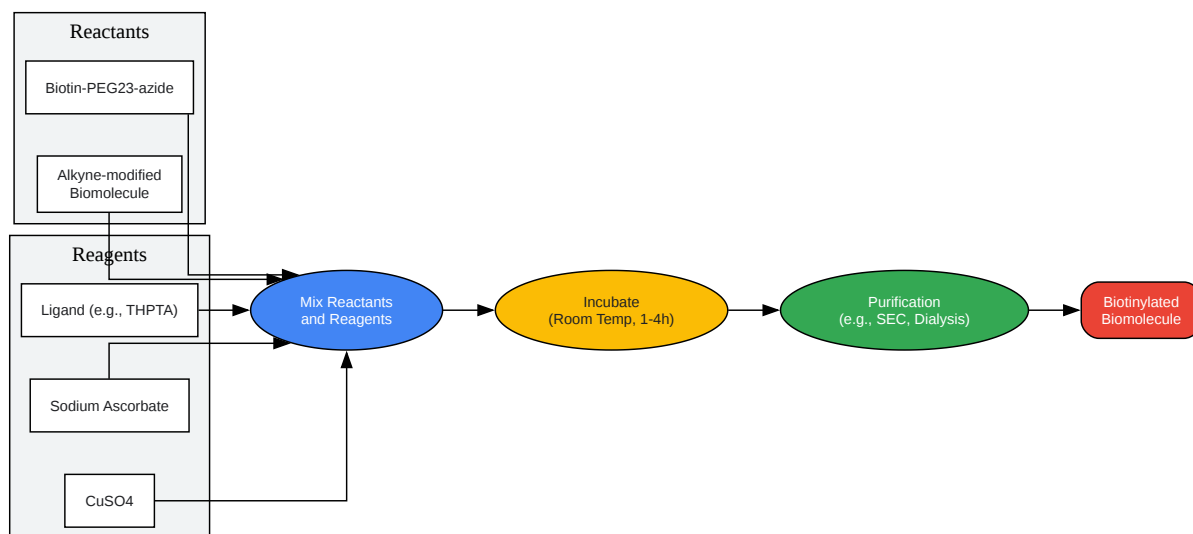 Reactants
Biotin-PEG23-azide
Alkyne-modified
Biomolecule
Reagents
Ligand (e.g., THPTA)
Sodium Ascorbate
CuSO4
Mix Reactants
and Reagents
Incubate
(Room Temp, 1-4h)
Purification
(e.g., SEC, Dialysis)
Biotinylated
Biomolecule